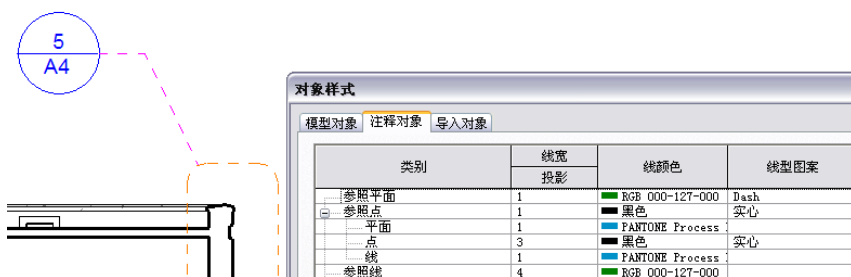 5
A4
对象样式
模型对象 注释对象 导入对象
类别 线宽 线颜色 线型图案
投影
参照平面 1 RGB 000-127-000 Dash
参照点 1 黑色 实心
平面 1 PANTONE Process
点 3 黑色 实心
线 1 PANTONE Process
参照线 4 RGB 000-127-000